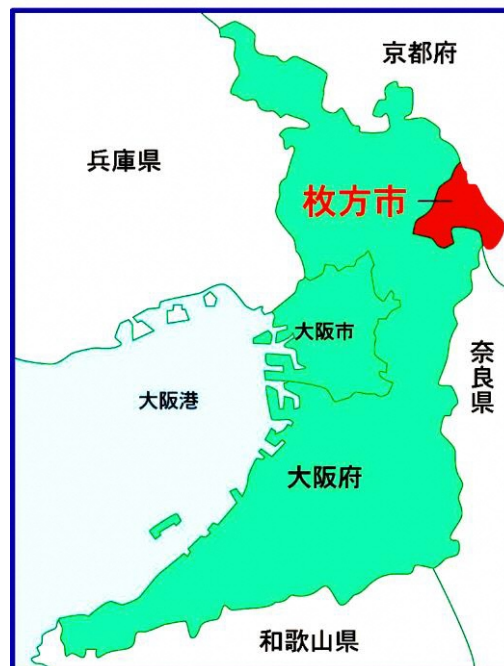 京都府
兵庫県
枚方市
大阪市
奈良県
大阪港
大阪府
和歌山県